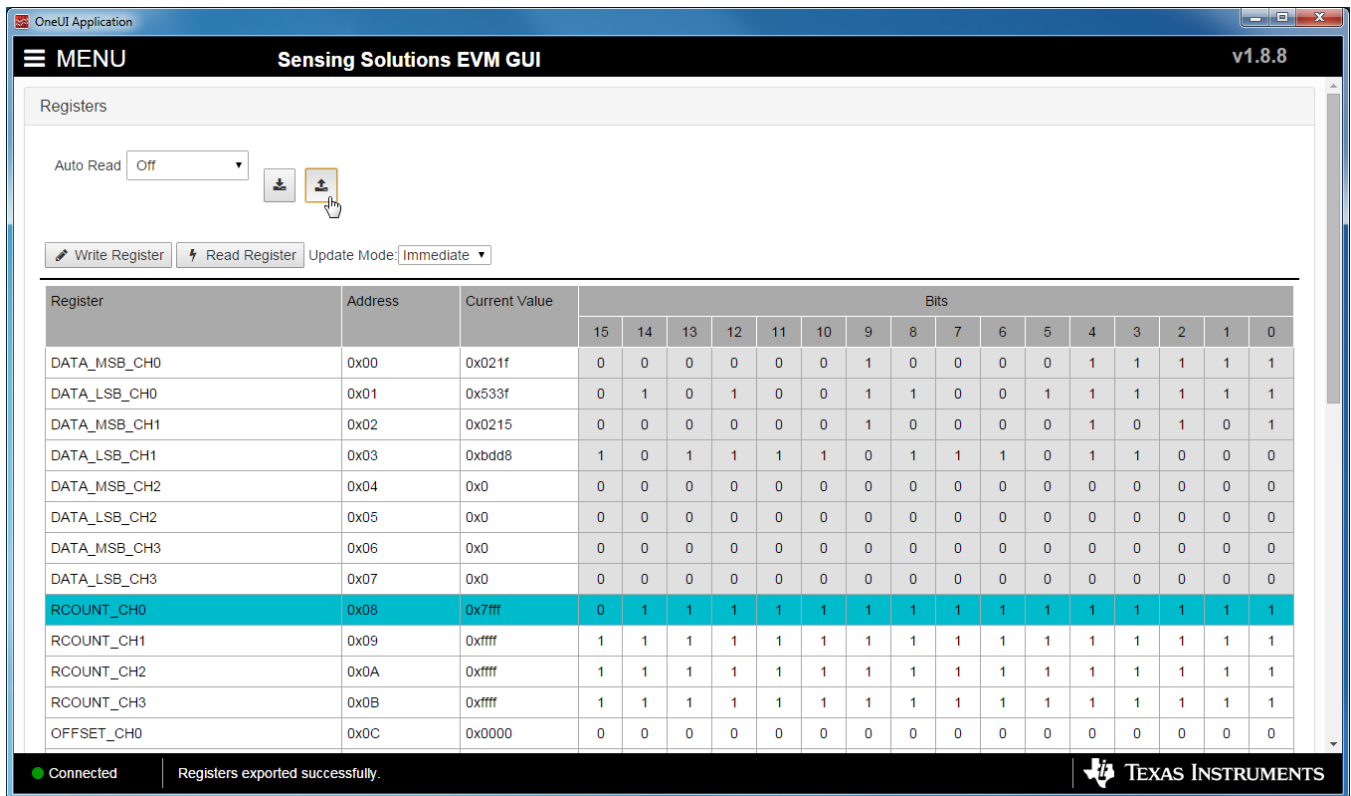 OneUI Application
MENU Sensing Solutions EVM GUI v1.8.8
Registers
Auto Read Off
Write Register Read Register Update Mode: Immediate
Register Address Current Value Bits
15 14 13 12 11 10 9 8 7 6 5 4 3 2 1 0
DATA_MSB_CH0 0x00 0x021f 0 0 0 0 0 0 1 0 0 0 0 1 1 1 1 1
DATA_LSB_CH0 0x01 0x533f 0 1 0 1 0 0 1 1 0 0 1 1 1 1 1 1
DATA_MSB_CH1 0x02 0x0215 0 0 0 0 0 0 1 0 0 0 0 1 0 1 0 1
DATA_LSB_CH1 0x03 0xbdd8 1 0 1 1 1 1 0 1 1 1 0 1 1 0 0 0
DATA_MSB_CH2 0x04 0x0 0 0 0 0 0 0 0 0 0 0 0 0 0 0 0 0
DATA_LSB_CH2 0x05 0x0 0 0 0 0 0 0 0 0 0 0 0 0 0 0 0 0
DATA_MSB_CH3 0x06 0x0 0 0 0 0 0 0 0 0 0 0 0 0 0 0 0 0
DATA_LSB_CH3 0x07 0x0 0 0 0 0 0 0 0 0 0 0 0 0 0 0 0 0
RCOUNT_CH0 0x08 0x7fff 0 1 1 1 1 1 1 1 1 1 1 1 1 1 1 1
RCOUNT_CH1 0x09 0xffff 1 1 1 1 1 1 1 1 1 1 1 1 1 1 1 1
RCOUNT_CH2 0x0A 0xffff 1 1 1 1 1 1 1 1 1 1 1 1 1 1 1 1
RCOUNT_CH3 0x0B 0xffff 1 1 1 1 1 1 1 1 1 1 1 1 1 1 1 1
OFFSET_CH0 0x0C 0x0000 0 0 0 0 0 0 0 0 0 0 0 0 0 0 0 0
Connected Registers exported successfully. TEXAS INSTRUMENTS